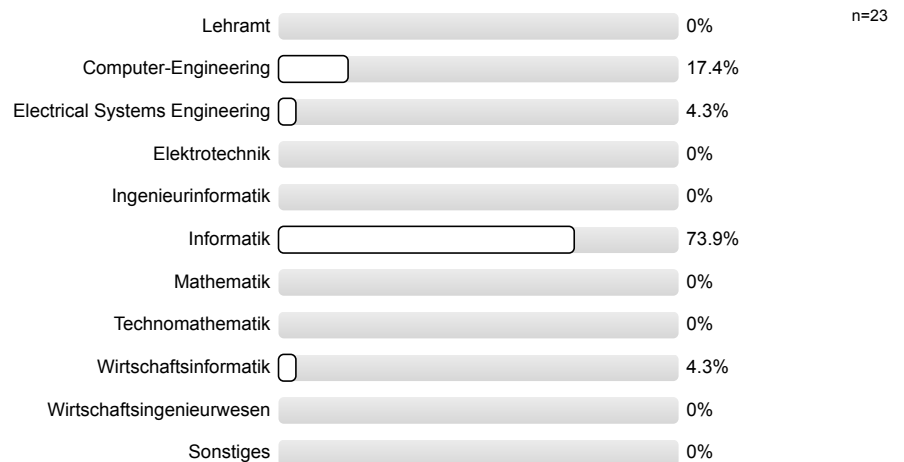 Lehramt 0% n=23
Computer-Engineering 17.4%
Electrical Systems Engineering 4.3%
Elektrotechnik 0%
Ingenieurinformatik 0%
Informatik 73.9%
Mathematik 0%
Technomathematik 0%
Wirtschaftsinformatik 4.3%
Wirtschaftsingenieurwesen 0%
Sonstiges 0%